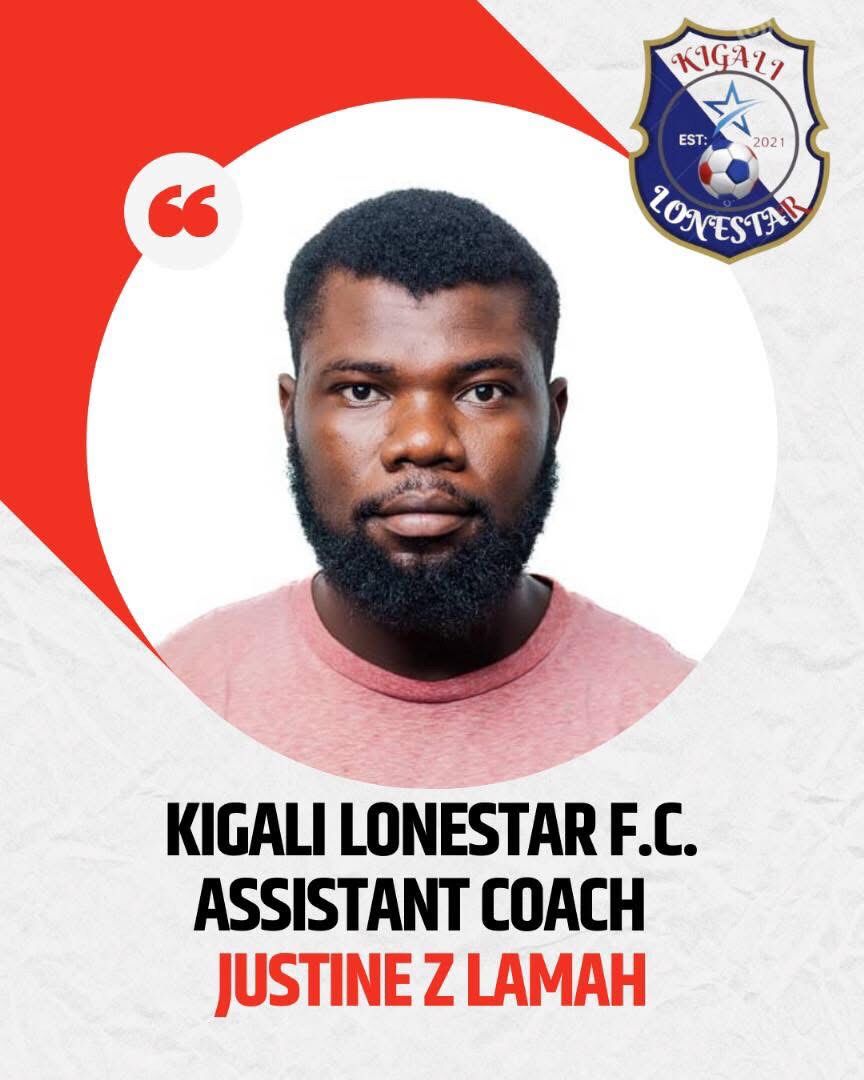 KIGALI
EST: 2021
LONESTAR
KIGALI LONESTAR F.C.
ASSISTANT COACH
JUSTINE Z LAMAH